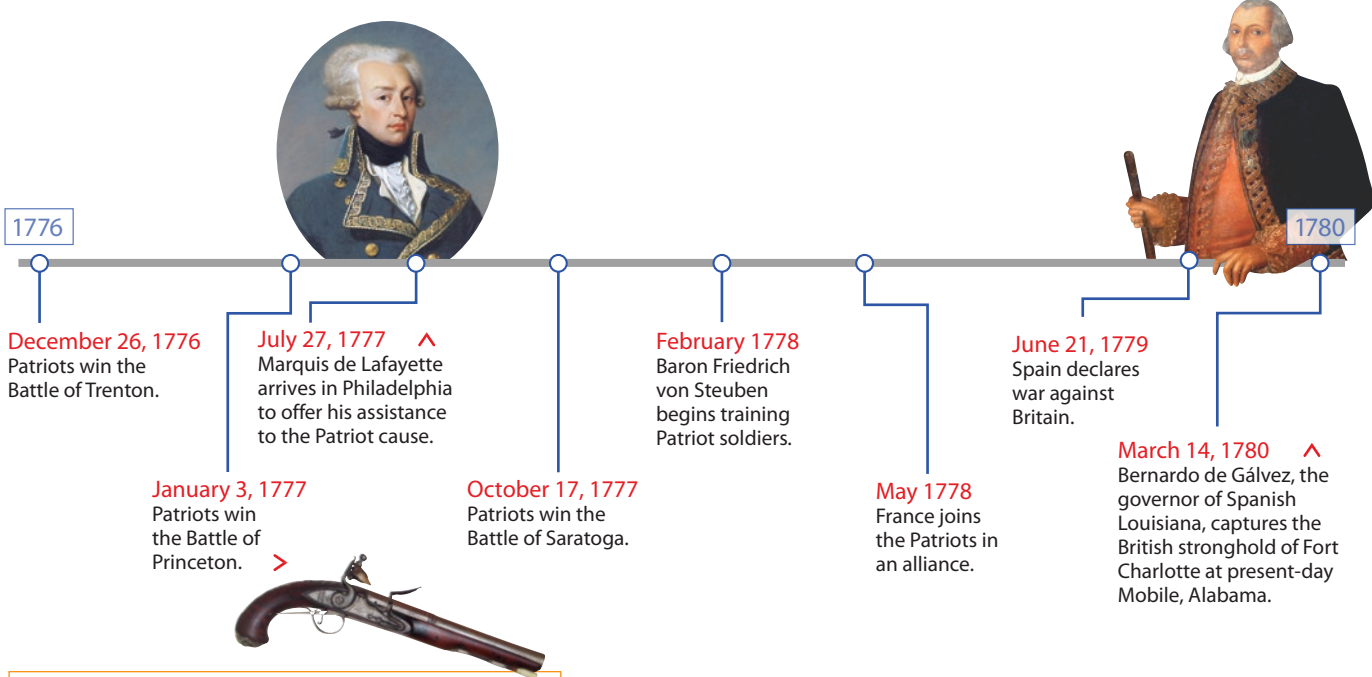 1776
1780
December 26, 1776
Patriots win the
Battle of Trenton.
January 3, 1777
Patriots win
the Battle of
Princeton. >
July 27, 1777 ^
Marquis de Lafayette
arrives in Philadelphia
to offer his assistance
to the Patriot cause.
October 17, 1777
Patriots win the
Battle of Saratoga.
February 1778
Baron Friedrich
von Steuben
begins training
Patriot soldiers.
May 1778
France joins
the Patriots in
an alliance.
June 21, 1779
Spain declares
war against
Britain.
March 14, 1780 ^
Bernardo de Gálvez, the
governor of Spanish
Louisiana, captures the
British stronghold of Fort
Charlotte at present-day
Mobile, Alabama.